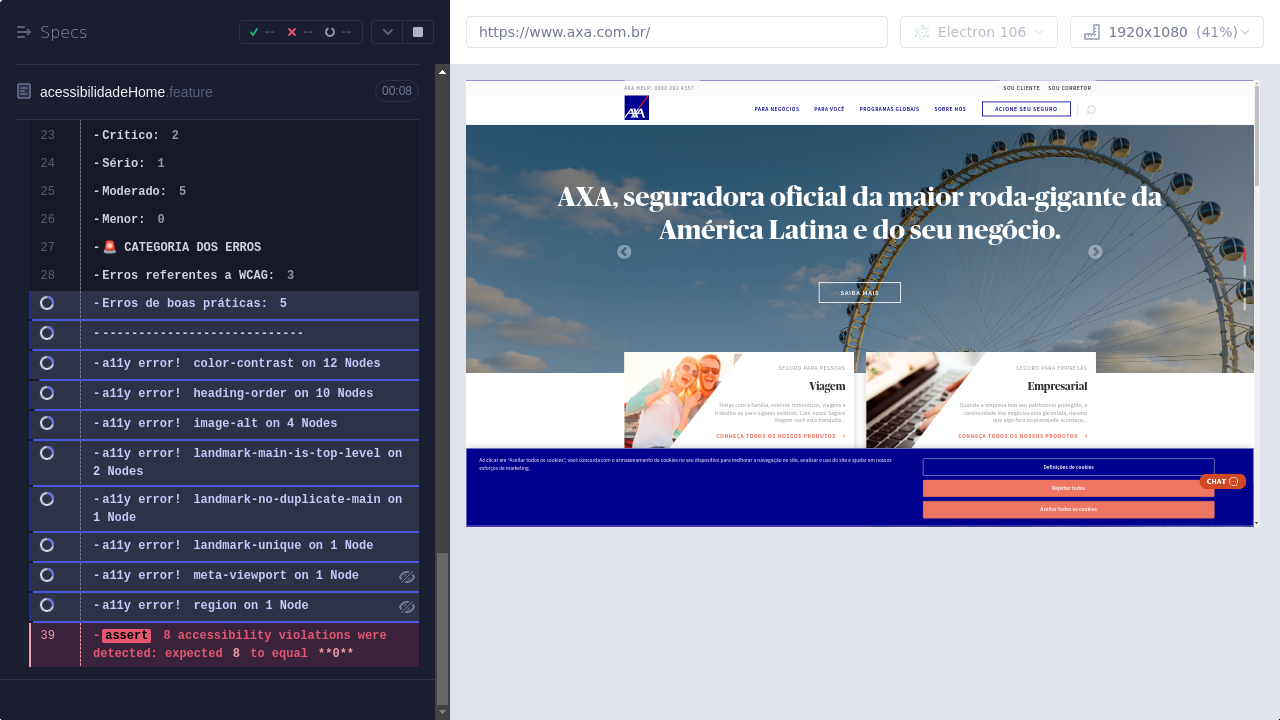 Specs
--
--
--
https://www.axa.com.br/
Electron 106
1920x1080 (41%)
acessibilidadeHome.feature
00:08
23 -Crítico: 2
24 -Sério: 1
25 -Moderado: 5
26 -Menor: 0
27 -🚨 CATEGORIA DOS ERROS
28 -Erros referentes a WCAG: 3
-Erros de boas práticas: 5
-----------------------------
-a11y error! color-contrast on 12 Nodes
-a11y error! heading-order on 10 Nodes
-a11y error! image-alt on 4 Nodes
-a11y error! landmark-main-is-top-level on
-a11y error! landmark-no-duplicate-main on
1 Node
-a11y error! landmark-unique on 1 Node
-a11y error! meta-viewport on 1 Node
-a11y error! region on 1 Node
39 -assert 8 accessibility violations were
detected: expected 8 to equal **0**
AXA HELP: 0800 292 4357
SOU CLIENTE
SOU CORRETOR
AXA
PARA NEGÓCIOS
PARA VOCÊ
PROGRAMAS GLOBAIS
SOBRE NÓS
ACIONE SEU SEGURO
AXA, seguradora oficial da maior roda-gigante da
América Latina e do seu negócio.
SAIBA MAIS
SEGURO PARA PESSOAS
Viagem
Férias com a família, roteiros românticos, viagens a
trabalho ou para lugares exóticos. Com nosso Seguro
Viagem você está tranquilo...
CONHEÇA TODOS OS NOSSOS PRODUTOS
SEGURO PARA EMPRESAS
Empresarial
Quando a empresa tem seu patrimônio protegido, a
continuidade dos negócios está garantida, mesmo
que algo fora do planejado aconteça...
CONHEÇA TODOS OS NOSSOS PRODUTOS
Ao clicar em "Aceitar todos os cookies", você concorda com o armazenamento de cookies no seu dispositivo para melhorar a navegação no site, analisar o uso do site e ajudar em nossos
esforços de marketing.
Definições de cookies
Rejeitar todos
Aceitar todos os cookies
CHAT